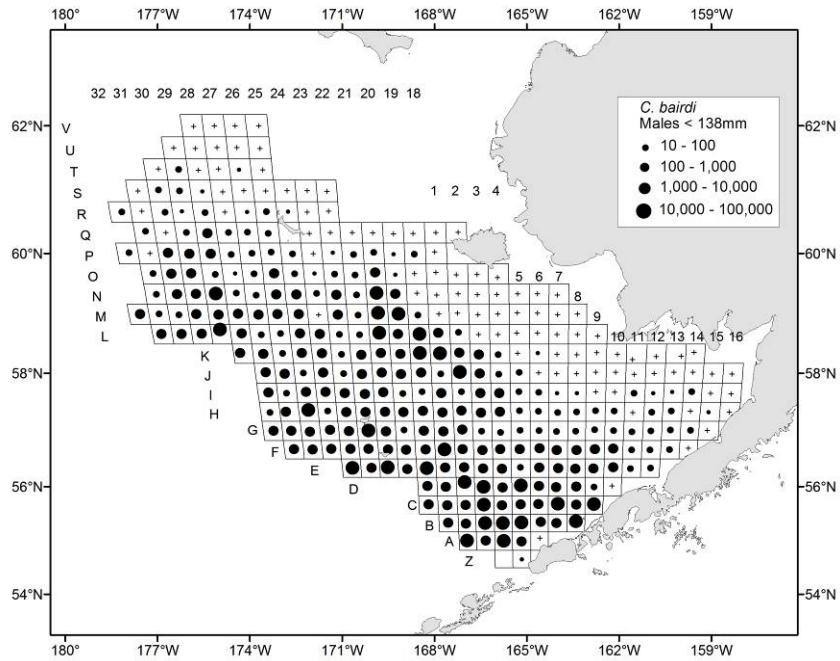 180° 177°W 174°W 171°W 168°W 165°W 162°W 159°W
32 31 30 29 28 27 26 25 24 23 22 21 20 19 18
C. bairdi
Males < 138mm
10 - 100
100 - 1,000
1,000 - 10,000
10,000 - 100,000
62°N V 62°N
U
T
S 1 2 3 4
R
Q
60°N P 60°N
O 5 6 7
N 8
M 9
L 10 11 12 13 14 15 16
K
58°N J 58°N
I
H
G
F
E
56°N D 56°N
C
B
A
Z
54°N 54°N
180° 177°W 174°W 171°W 168°W 165°W 162°W 159°W